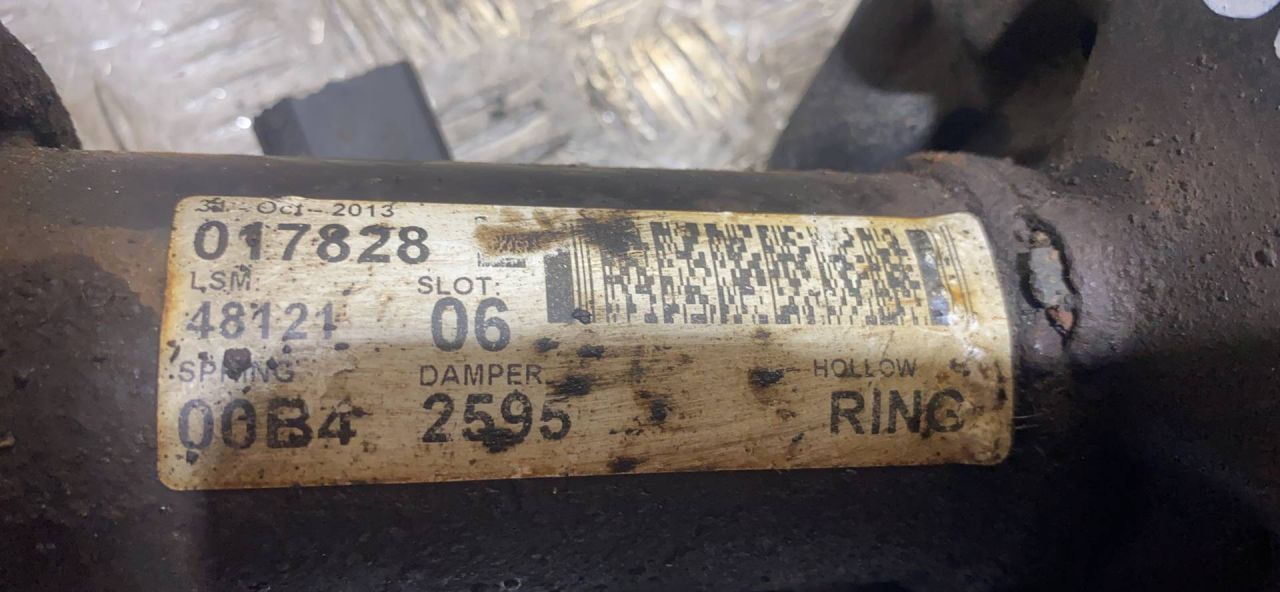 Oct-2013
017828
LSM: SLOT:
48121 06
SPRING DAMPER HOLLOW
00B4 2595 RING